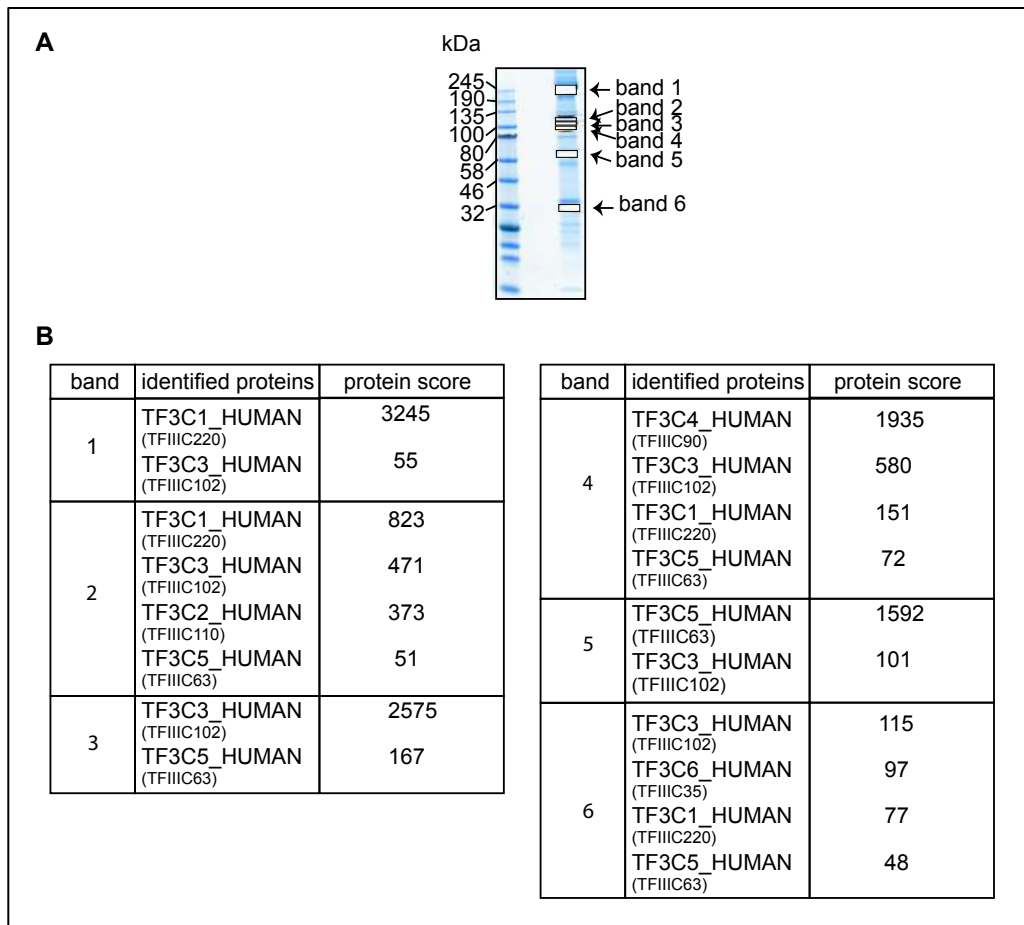 A
kDa
245
190
135
100
80
58
46
32
band 1
band 2
band 3
band 4
band 5
band 6
B
band identified proteins protein score
1
TF3C1_HUMAN 3245
(TFIIIC220)
TF3C3_HUMAN 55
(TFIIIC102)
2
TF3C1_HUMAN 823
(TFIIIC220)
TF3C3_HUMAN 471
(TFIIIC102)
TF3C2_HUMAN 373
(TFIIIC110)
TF3C5_HUMAN 51
(TFIIIC63)
3
TF3C3_HUMAN 2575
(TFIIIC102)
TF3C5_HUMAN 167
(TFIIIC63)
band identified proteins protein score
4
TF3C4_HUMAN 1935
(TFIIIC90)
TF3C3_HUMAN 580
(TFIIIC102)
TF3C1_HUMAN 151
(TFIIIC220)
TF3C5_HUMAN 72
(TFIIIC63)
5
TF3C5_HUMAN 1592
(TFIIIC63)
TF3C3_HUMAN 101
(TFIIIC102)
6
TF3C3_HUMAN 115
(TFIIIC102)
TF3C6_HUMAN 97
(TFIIIC35)
TF3C1_HUMAN 77
(TFIIIC220)
TF3C5_HUMAN 48
(TFIIIC63)